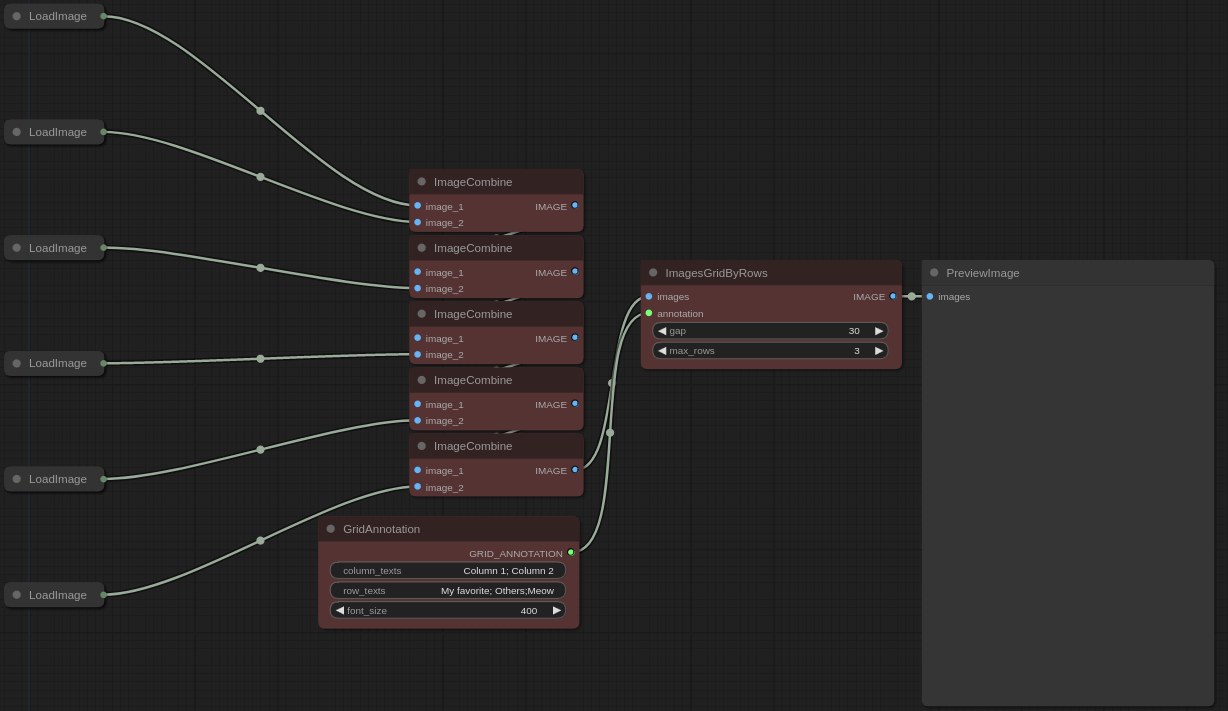 LoadImage
LoadImage
LoadImage
LoadImage
LoadImage
LoadImage
ImageCombine
image_1 IMAGE
image_2
ImageCombine
image_1 IMAGE
image_2
ImageCombine
image_1 IMAGE
image_2
ImageCombine
image_1 IMAGE
image_2
ImageCombine
image_1 IMAGE
image_2
GridAnnotation
GRID_ANNOTATION
column_texts Column 1; Column 2
row_texts My favorite; Others;Meow
font_size 400
ImagesGridByRows
images IMAGE
annotation
gap 30
max_rows 3
PreviewImage
images